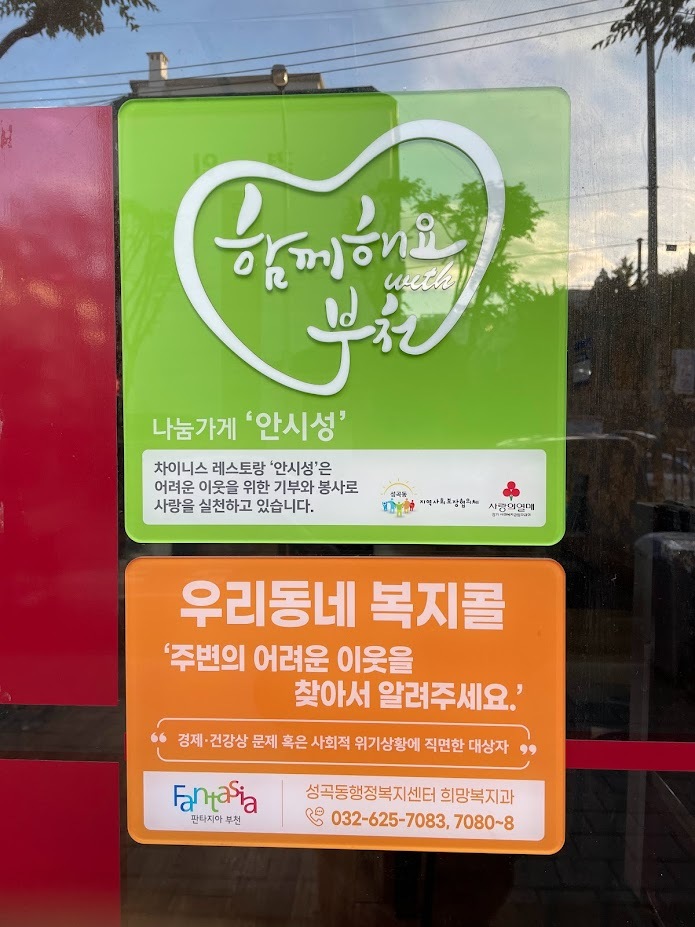 함께해요
with
부천
나눔가게 '안시성'
차이니스 레스토랑 '안시성'은
어려운 이웃을 위한 기부와 봉사로
사랑을 실천하고 있습니다.
성곡동
지역사회보장협의체
사랑의열매
우리동네 복지콜
'주변의 어려운 이웃을
찾아서 알려주세요.'
“ 경제·건강상 문제 혹은 사회적 위기상황에 직면한 대상자 ”
Fantasia
판타지아 부천
성곡동행정복지센터 희망복지과
032-625-7083, 7080~8